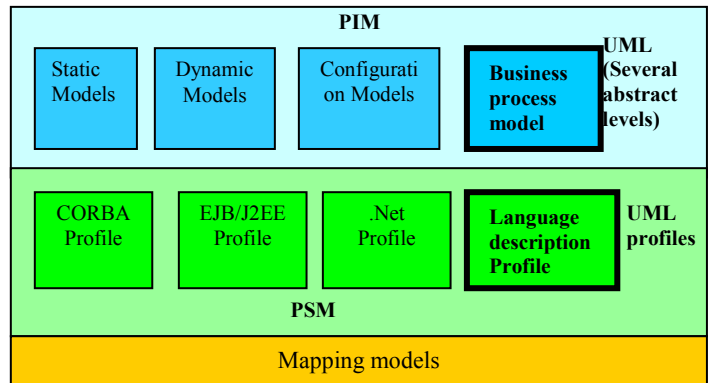 PIM
Static
Models
Dynamic
Models
Configurati
on Models
Business
process
model
UML
(Several
abstract
levels)
CORBA
Profile
EJB/J2EE
Profile
.Net
Profile
Language
description
Profile
UML
profiles
PSM
Mapping models